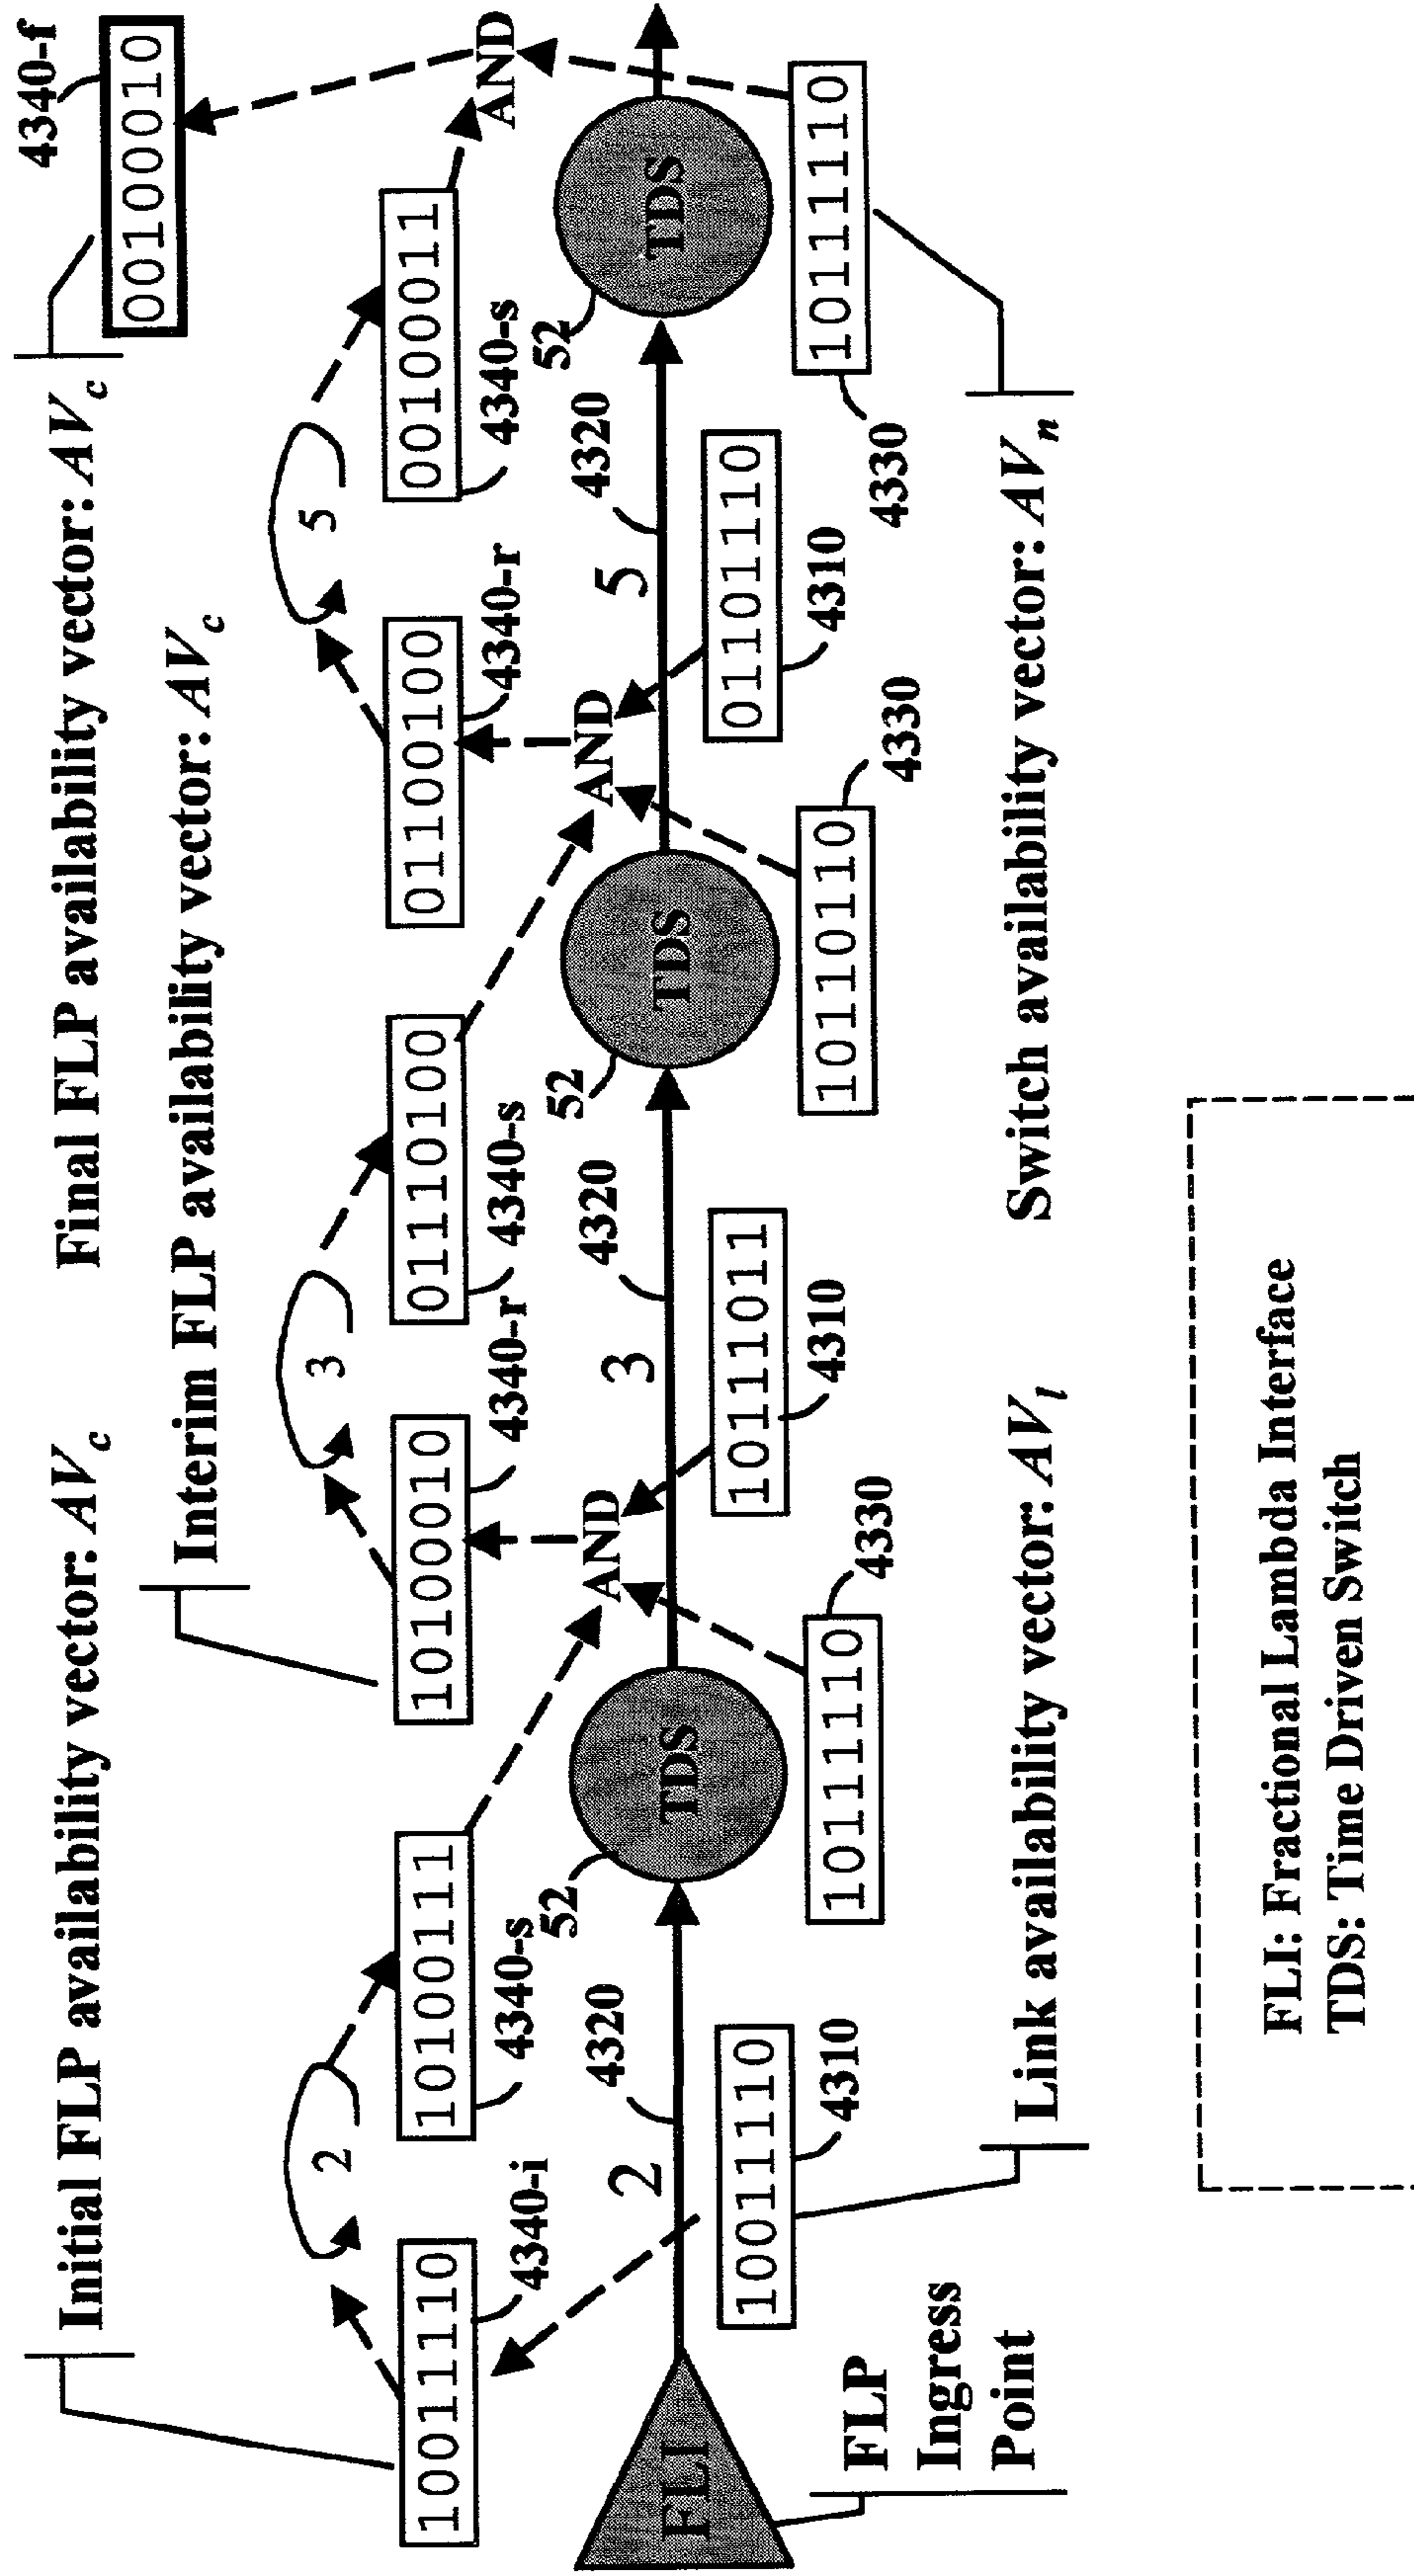 Initial FLP availability vector: AVc
Final FLP availability vector: AVc
4340-f
00100010
Interim FLP availability vector: AVc
2
3
5
10011110
4340-i
10100111
4340-s
10100010
4340-r
01110100
4340-s
01100100
4340-r
00100011
4340-s
AND
AND
AND
FLI
2
4320
52
TDS
3
4320
52
TDS
5
4320
52
TDS
10011110
4310
10111110
4330
10111011
4310
10110110
4330
01101110
4310
10111110
4330
FLP
Ingress
Point
Link availability vector: AVl
Switch availability vector: AVn
FLI: Fractional Lambda Interface
TDS: Time Driven Switch